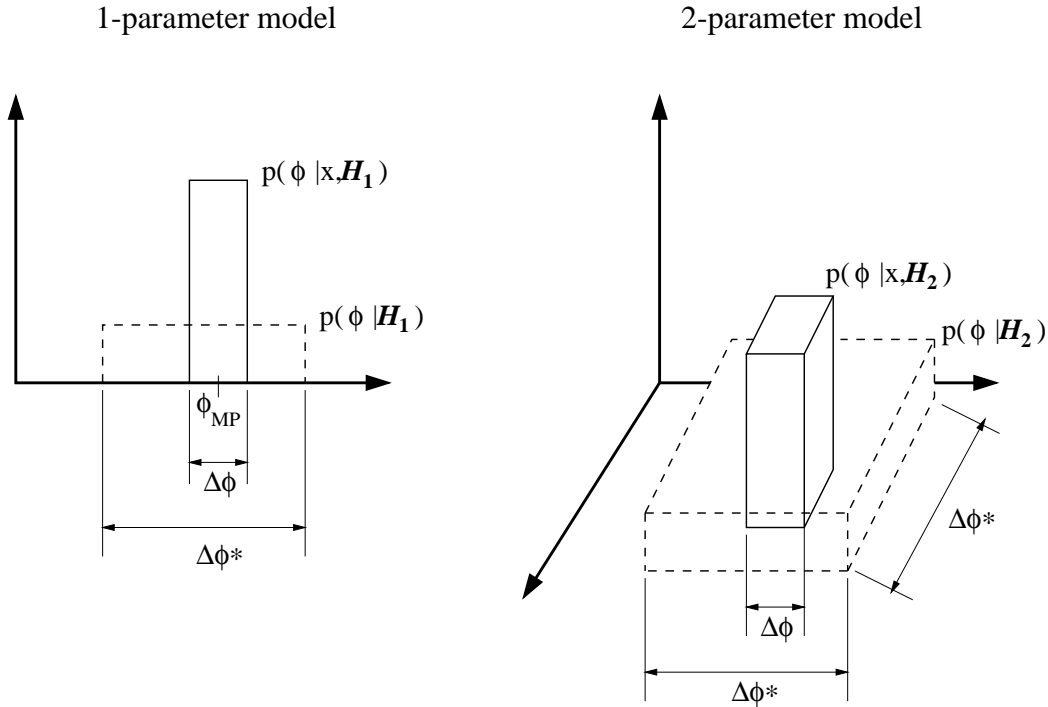 1-parameter model
2-parameter model
p(ϕ |x,H₁)
p(ϕ |H₁)
ϕMP
Δϕ
Δϕ*
p(ϕ |x,H₂)
p(ϕ |H₂)
Δϕ*
Δϕ
Δϕ*